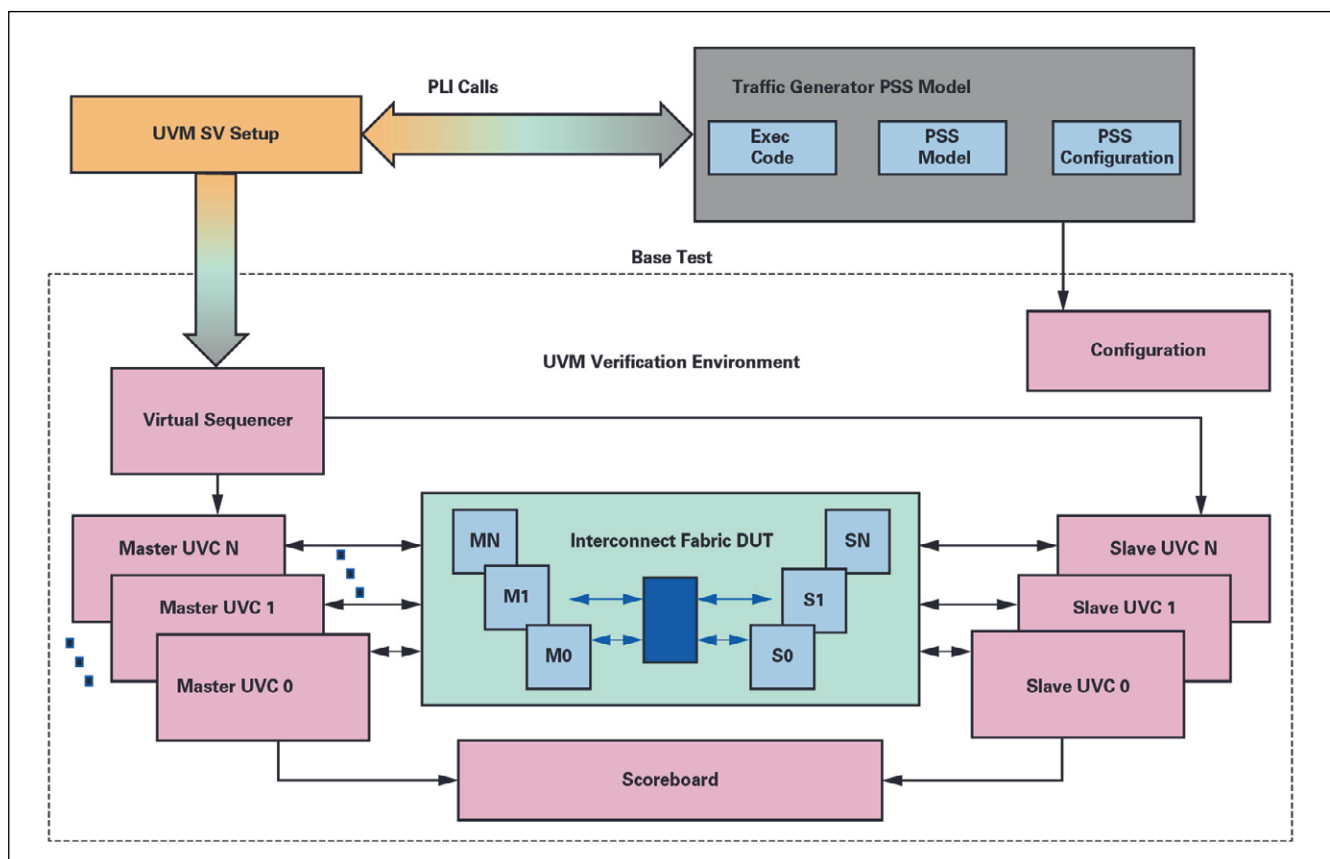 PLI Calls
Traffic Generator PSS Model
UVM SV Setup
Exec
Code
PSS
Model
PSS
Configuration
Base Test
Configuration
UVM Verification Environment
Virtual Sequencer
Master UVC N
Master UVC 1
Master UVC 0
MN
M1
M0
Interconnect Fabric DUT
SN
S1
S0
Slave UVC N
Slave UVC 1
Slave UVC 0
Scoreboard